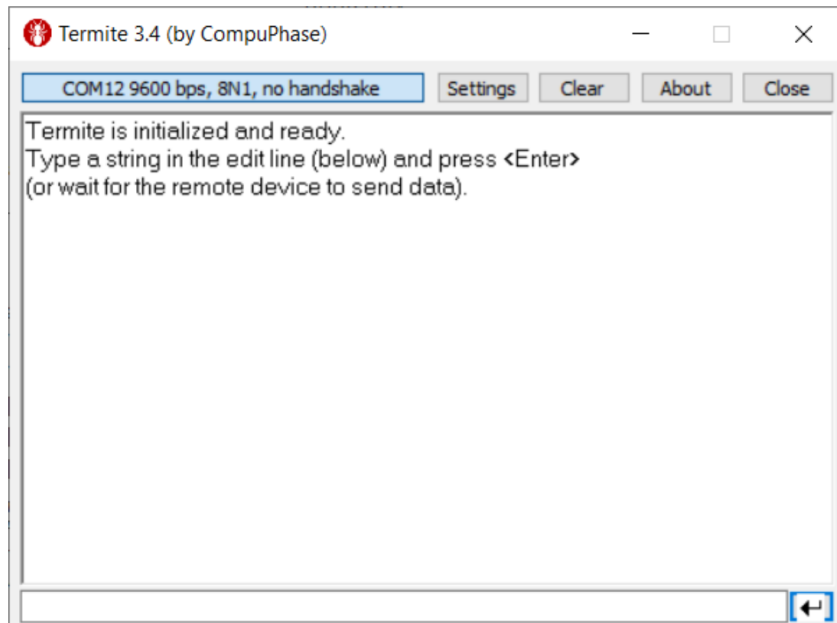 Termite 3.4 (by CompuPhase)
COM12 9600 bps, 8N1, no handshake Settings Clear About Close
Termite is initialized and ready.
Type a string in the edit line (below) and press <Enter>
(or wait for the remote device to send data).